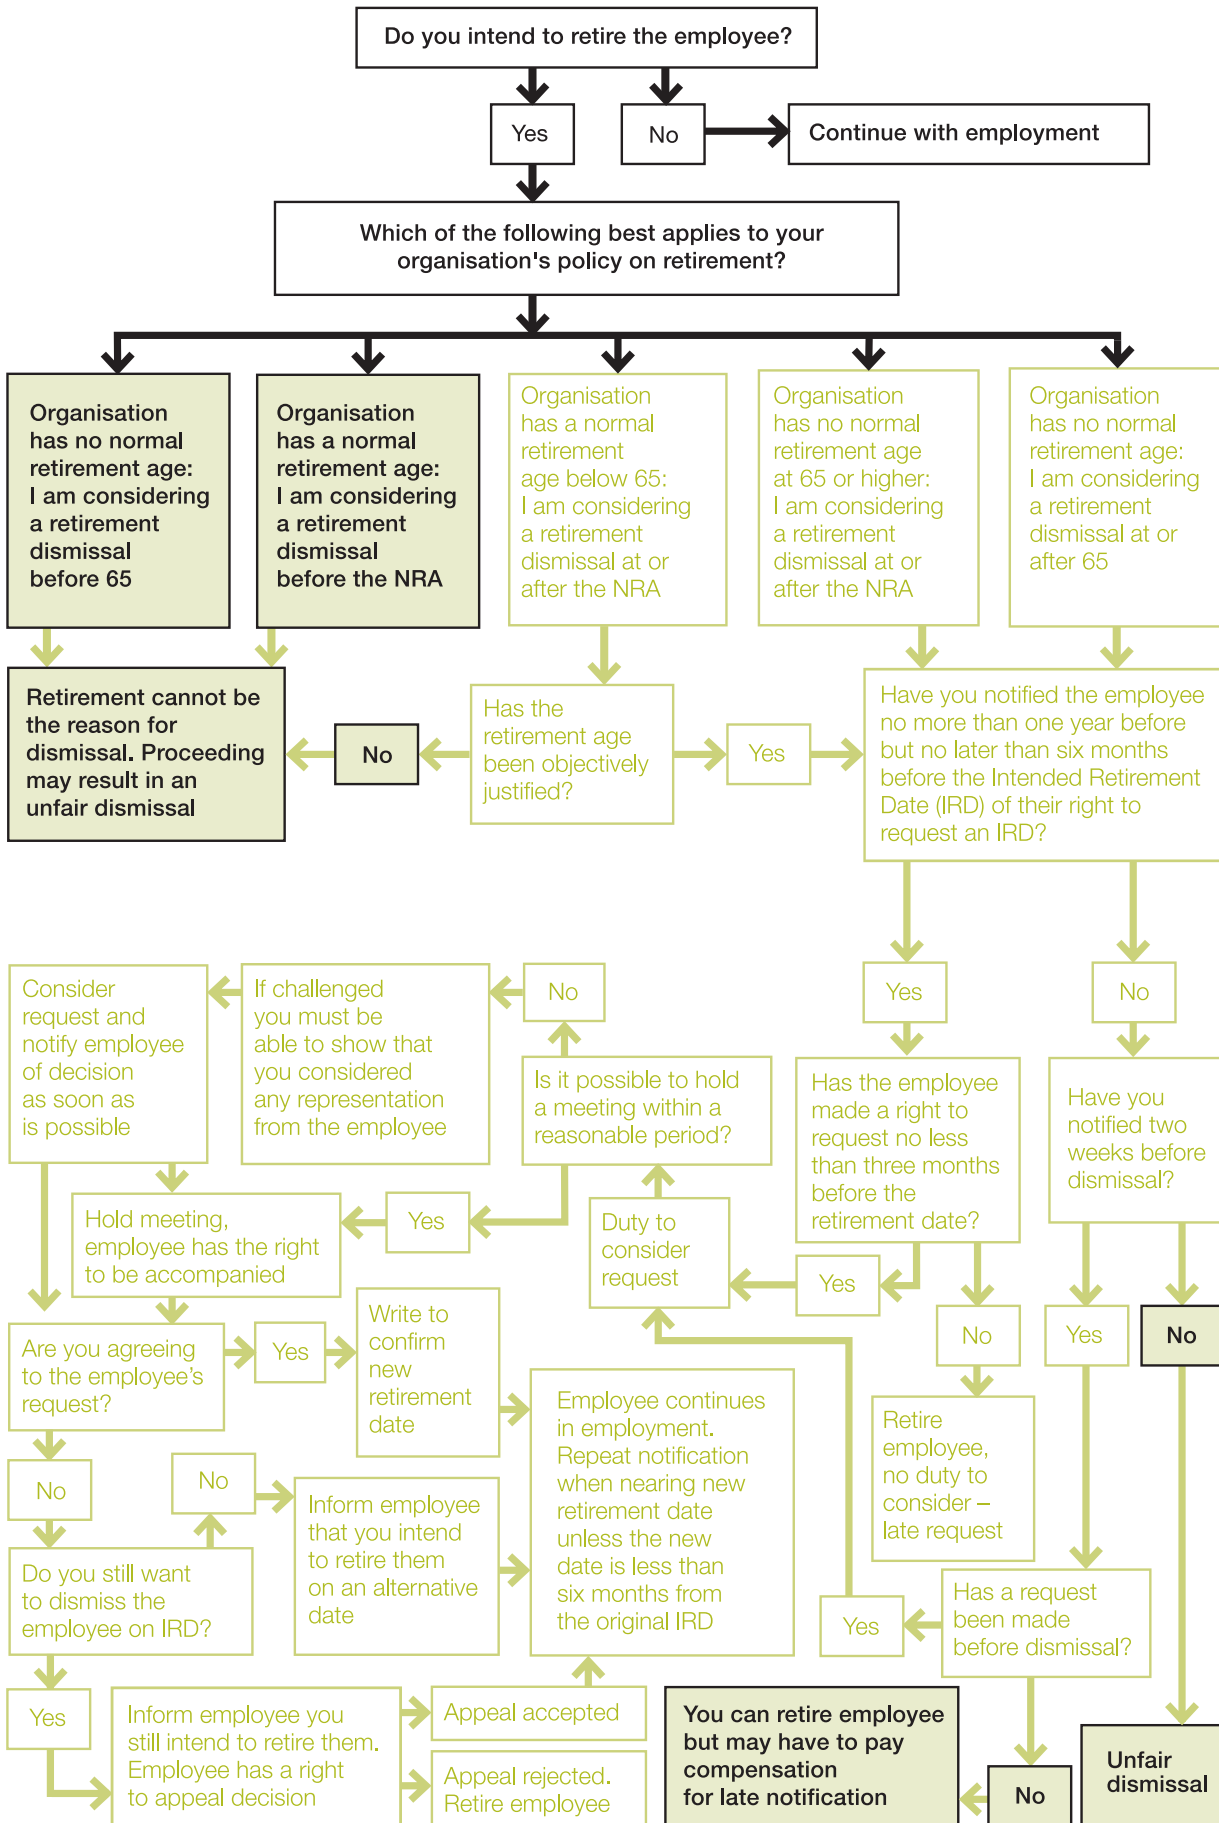 Do you intend to retire the employee?
Yes
No
Continue with employment
Which of the following best applies to your
organisation's policy on retirement?
Organisation
has no normal
retirement age:
I am considering
a retirement
dismissal
before 65
Organisation
has a normal
retirement age:
I am considering
a retirement
dismissal
before the NRA
Organisation
has a normal
retirement
age below 65:
I am considering
a retirement
dismissal at or
after the NRA
Organisation
has no normal
retirement age
at 65 or higher:
I am considering
a retirement
dismissal at or
after the NRA
Organisation
has no normal
retirement age:
I am considering
a retirement
dismissal at or
after 65
Retirement cannot be
the reason for
dismissal. Proceeding
may result in an
unfair dismissal
No
Has the
retirement age
been objectively
justified?
Yes
Have you notified the employee
no more than one year before
but no later than six months
before the Intended Retirement
Date (IRD) of their right to
request an IRD?
Consider
request and
notify employee
of decision
as soon as
is possible
If challenged
you must be
able to show that
you considered
any representation
from the employee
No
Is it possible to hold
a meeting within a
reasonable period?
Yes
No
Has the employee
made a right to
request no less
than three months
before the
retirement date?
Have you
notified two
weeks before
dismissal?
Hold meeting,
employee has the right
to be accompanied
Yes
Duty to
consider
request
Yes
No
Yes
No
Are you agreeing
to the employee's
request?
Yes
Write to
confirm
new
retirement
date
Employee continues
in employment.
Repeat notification
when nearing new
retirement date
unless the new
date is less than
six months from
the original IRD
Retire
employee,
no duty to
consider –
late request
No
No
Inform employee
that you intend
to retire them
on an alternative
date
Do you still want
to dismiss the
employee on IRD?
Yes
Has a request
been made
before dismissal?
Yes
Inform employee you
still intend to retire them.
Employee has a right
to appeal decision
Appeal accepted
Appeal rejected.
Retire employee
You can retire employee
but may have to pay
compensation
for late notification
No
Unfair
dismissal